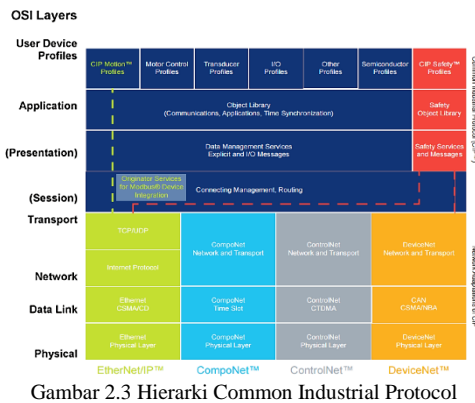 OSI Layers
User Device
Profiles
CIP Motion™
Profiles
Motor Control
Profiles
Transducer
Profiles
I/O
Profiles
Other
Profiles
Semiconductor
Profiles
CIP Safety™
Profiles
Application
Object Library
(Communications, Applications, Time Synchronization)
Safety
Object Library
(Presentation)
Data Management Services
Explicit and I/O Messages
Safety Services
and Messages
(Session)
Originator Services
for Modbus® Device
Integration
Connecting Management, Routing
Transport
TCP/UDP
CompoNet
Network and Transport
ControlNet
Network and Transport
DeviceNet
Network and Transport
Network
Internet Protocol
Data Link
Ethernet
CSMA/CD
CompoNet
Time Slot
ControlNet
CTDMA
CAN
CSMA/NBA
Physical
Ethernet
Physical Layer
CompoNet
Physical Layer
ControlNet
Physical Layer
DeviceNet
Physical Layer
EtherNet/IP™
CompoNet™
ControlNet™
DeviceNet™
Gambar 2.3 Hierarki Common Industrial Protocol